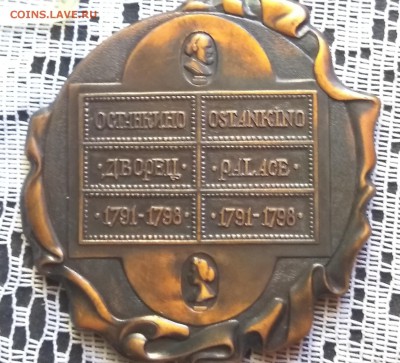 COINS.LAVE.RU
ОСТАНКИНО OSTANKINO
·ДВОРЕЦ· ·PALACE·
·1791-1798· ·1791-1798·